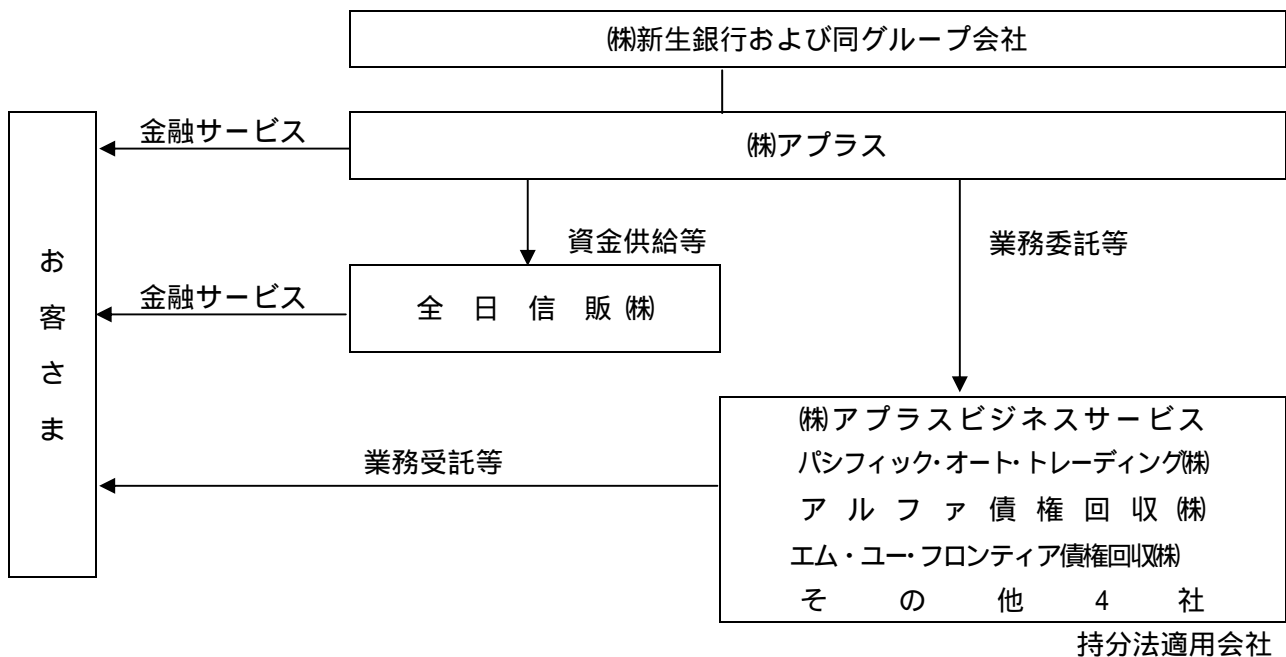 ㈱新生銀行および同グループ会社
金融サービス
㈱アプラス
お客さま
資金供給等
業務委託等
金融サービス
全日信販㈱
業務受託等
㈱アプラスビジネスサービス
パシフィック・オート・トレーディング㈱
アルファ債権回収㈱
エム・ユー・フロンティア債権回収㈱
その他4社
持分法適用会社